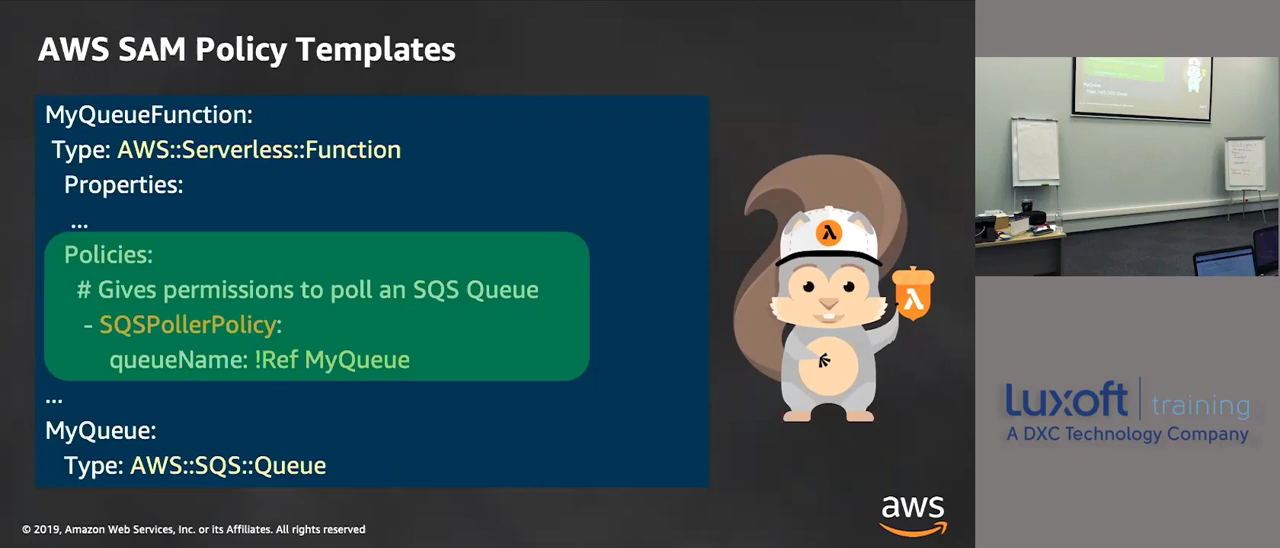 AWS SAM Policy Templates
MyQueueFunction:
Type: AWS::Serverless::Function
Properties:
...
Policies:
# Gives permissions to poll an SQS Queue
- SQSPollerPolicy:
queueName: !Ref MyQueue
...
MyQueue:
Type: AWS::SQS::Queue
© 2019, Amazon Web Services, Inc. or its Affiliates. All rights reserved
aws
luxoft training
A DXC Technology Company